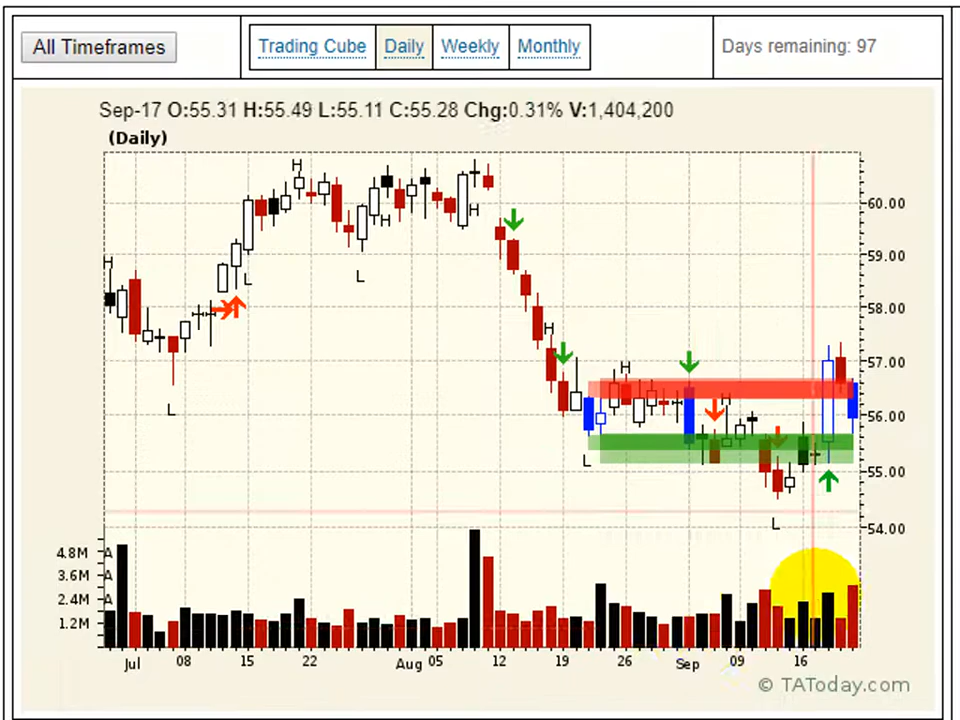 All Timeframes
Trading Cube Daily Weekly Monthly
Days remaining: 97
Sep-17 O:55.31 H:55.49 L:55.11 C:55.28 Chg:0.31% V:1,404,200
(Daily)
H
H
H
H
H
H
H
L
L
L
L
L
60.00
59.00
58.00
57.00
56.00
55.00
54.00
4.8M A
3.6M A
2.4M A
1.2M
Jul 08 15 22 Aug 05 12 19 26 Sep 09 16
© TAToday.com